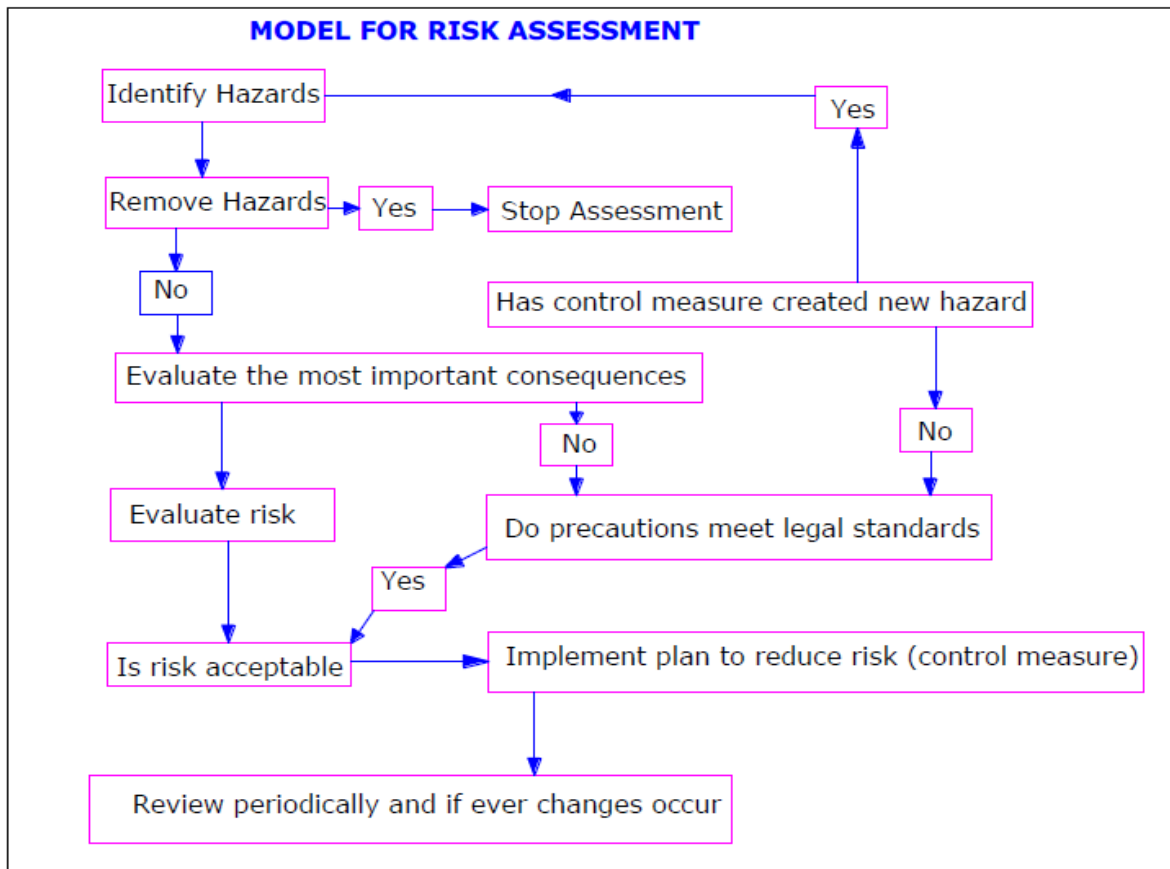 MODEL FOR RISK ASSESSMENT
Identify Hazards
Yes
Remove Hazards
Yes
Stop Assessment
No
Has control measure created new hazard
Evaluate the most important consequences
No
No
Evaluate risk
Do precautions meet legal standards
Yes
Is risk acceptable
Implement plan to reduce risk (control measure)
Review periodically and if ever changes occur